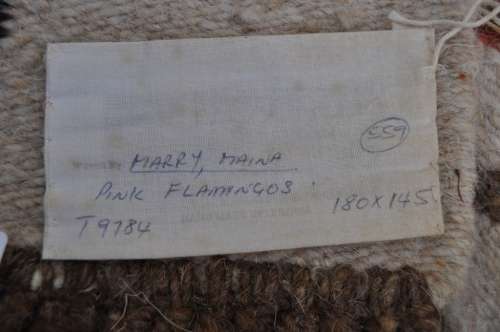 559
MARRY, MAINA
PINK FLAMINGOS
180X145
T9784